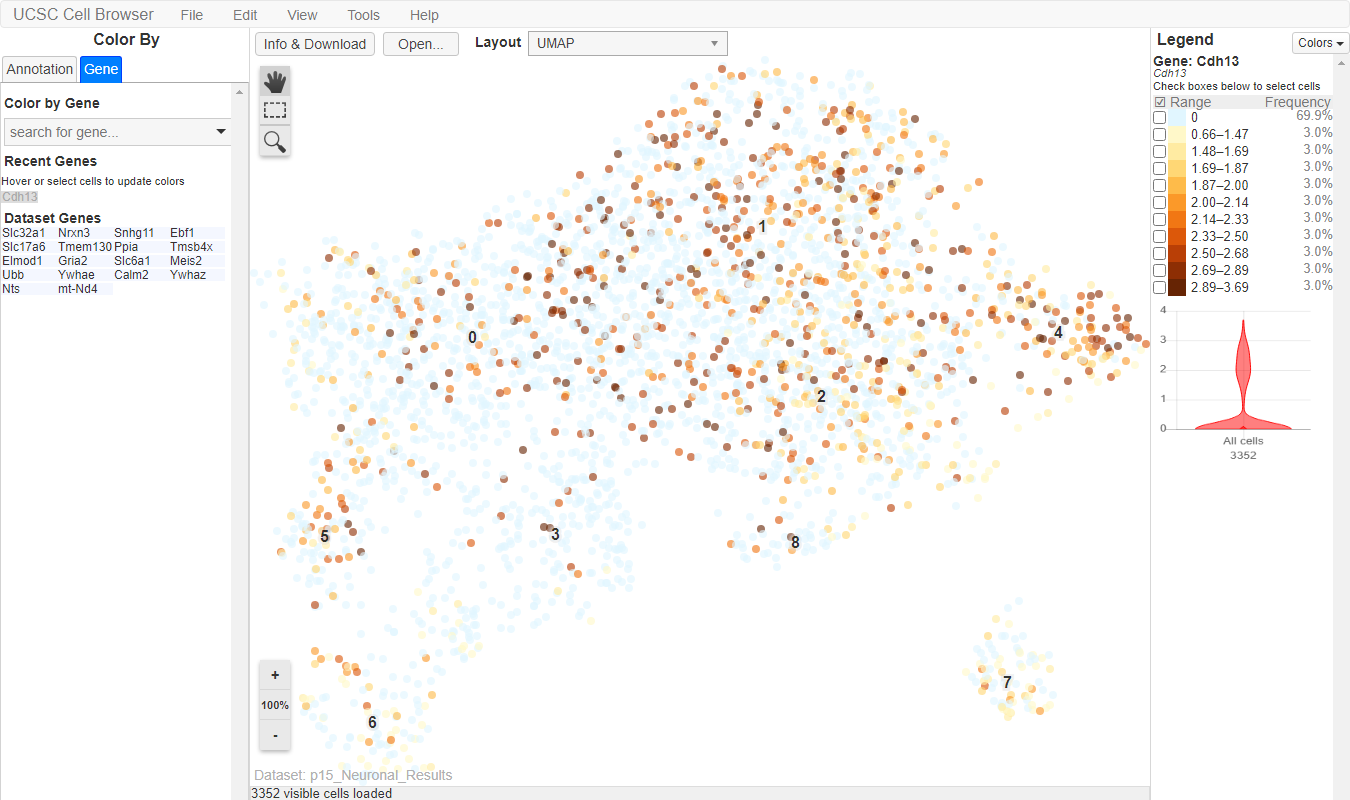 UCSC Cell Browser File Edit View Tools Help
Color By
Annotation Gene
Color by Gene
search for gene...
Recent Genes
Hover or select cells to update colors
Cdh13
Dataset Genes
Slc32a1 Nrxn3 Snhg11 Ebf1
Slc17a6 Tmem130 Ppia Tmsb4x
Elmod1 Gria2 Slc6a1 Meis2
Ubb Ywhae Calm2 Ywhaz
Nts mt-Nd4
Info & Download Open... Layout UMAP
1
0
4
2
5
3
8
7
6
+
100%
-
Dataset: p15_Neuronal_Results
3352 visible cells loaded
Legend Colors
Gene: Cdh13
Cdh13
Check boxes below to select cells
Range Frequency
0 69.9%
0.66–1.47 3.0%
1.48–1.69 3.0%
1.69–1.87 3.0%
1.87–2.00 3.0%
2.00–2.14 3.0%
2.14–2.33 3.0%
2.33–2.50 3.0%
2.50–2.68 3.0%
2.69–2.89 3.0%
2.89–3.69 3.0%
4
3
2
1
0
All cells
3352